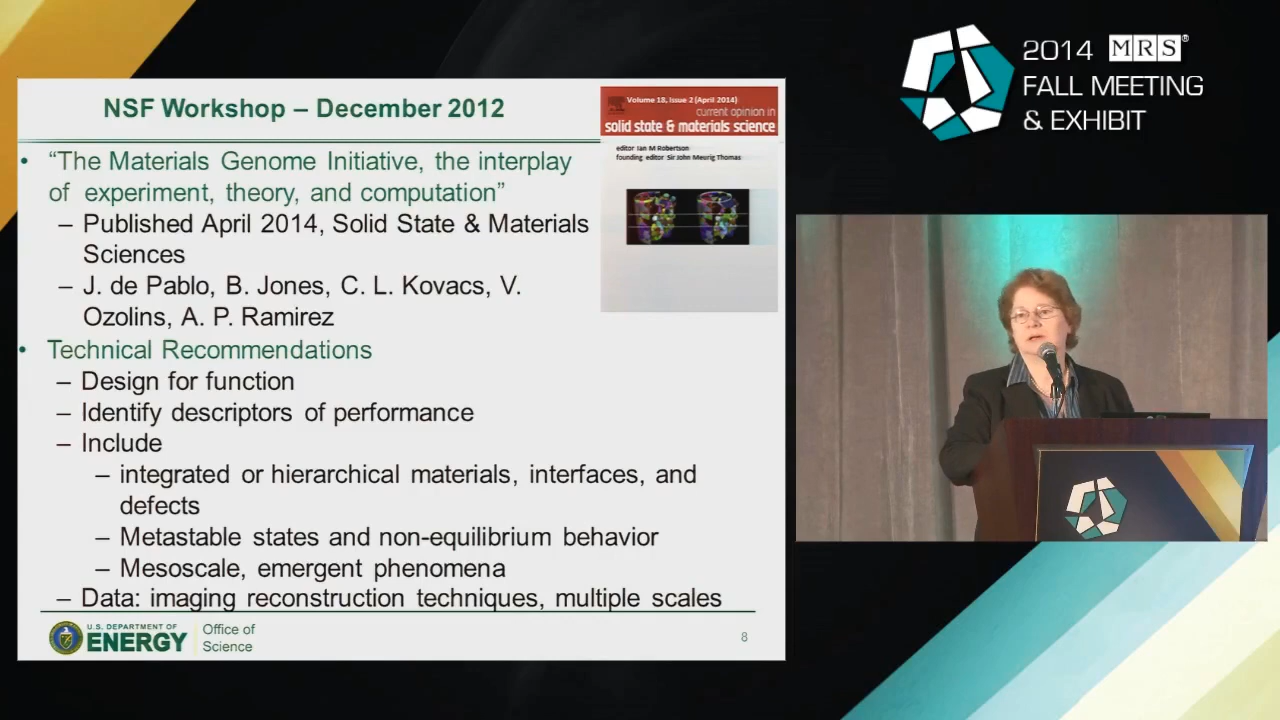 NSF Workshop – December 2012
Volume 18, Issue 2 (April 2014)
current opinion in
solid state & materials science
editor Ian M Robertson
founding editor Sir John Meurig Thomas
• “The Materials Genome Initiative, the interplay
of experiment, theory, and computation”
– Published April 2014, Solid State & Materials
Sciences
– J. de Pablo, B. Jones, C. L. Kovacs, V.
Ozolins, A. P. Ramirez
• Technical Recommendations
– Design for function
– Identify descriptors of performance
– Include
– integrated or hierarchical materials, interfaces, and
defects
– Metastable states and non-equilibrium behavior
– Mesoscale, emergent phenomena
– Data: imaging reconstruction techniques, multiple scales
U.S. DEPARTMENT OF
ENERGY
Office of
Science
8
2014 MRS®
FALL MEETING
& EXHIBIT